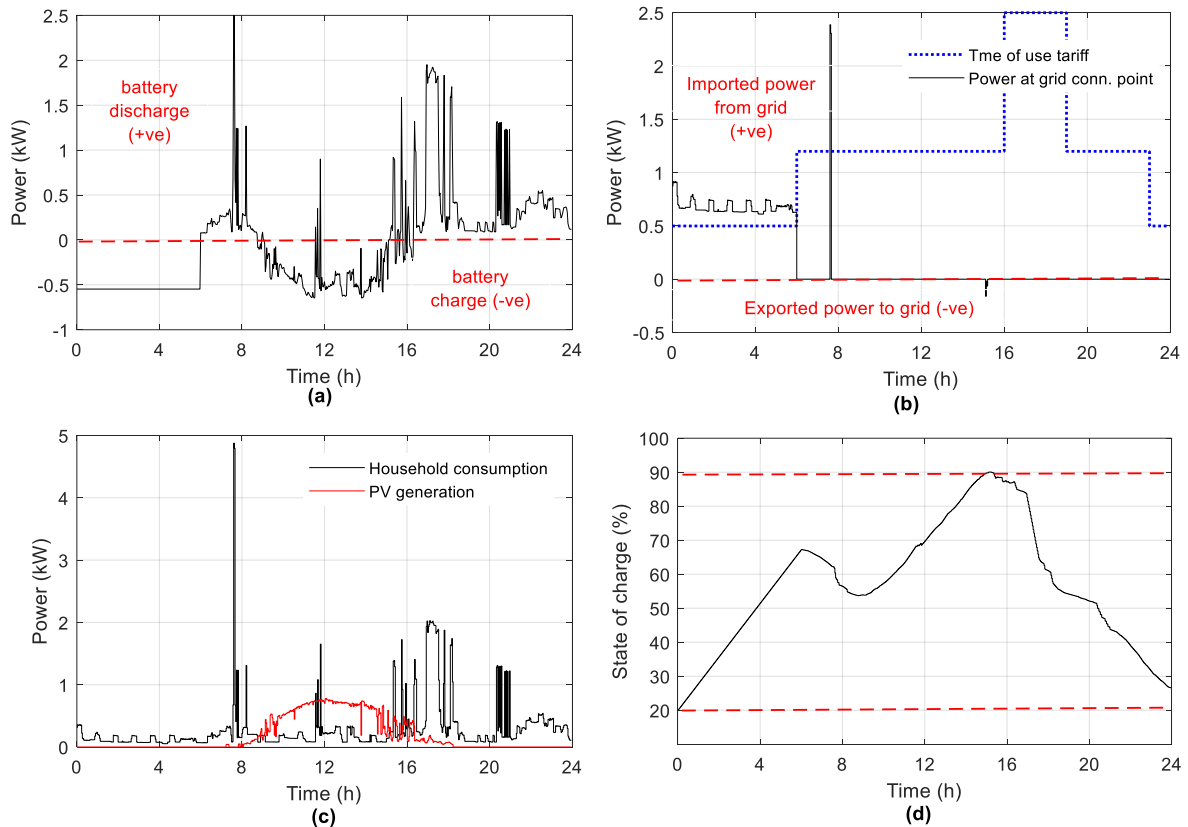 2.5
2
1.5
1
0.5
0
-0.5
-1
Power (kW)
battery
discharge
(+ve)
battery
charge (-ve)
0 4 8 12 16 20 24
Time (h)
(a)
2.5
2
1.5
1
0.5
0
-0.5
Power (kW)
Tme of use tariff
Power at grid conn. point
Imported power
from grid
(+ve)
Exported power to grid (-ve)
0 4 8 12 16 20 24
Time (h)
(b)
5
4
3
2
1
0
Power (kW)
Household consumption
PV generation
0 4 8 12 16 20 24
Time (h)
(c)
100
90
80
70
60
50
40
30
20
State of charge (%)
0 4 8 12 16 20 24
Time (h)
(d)